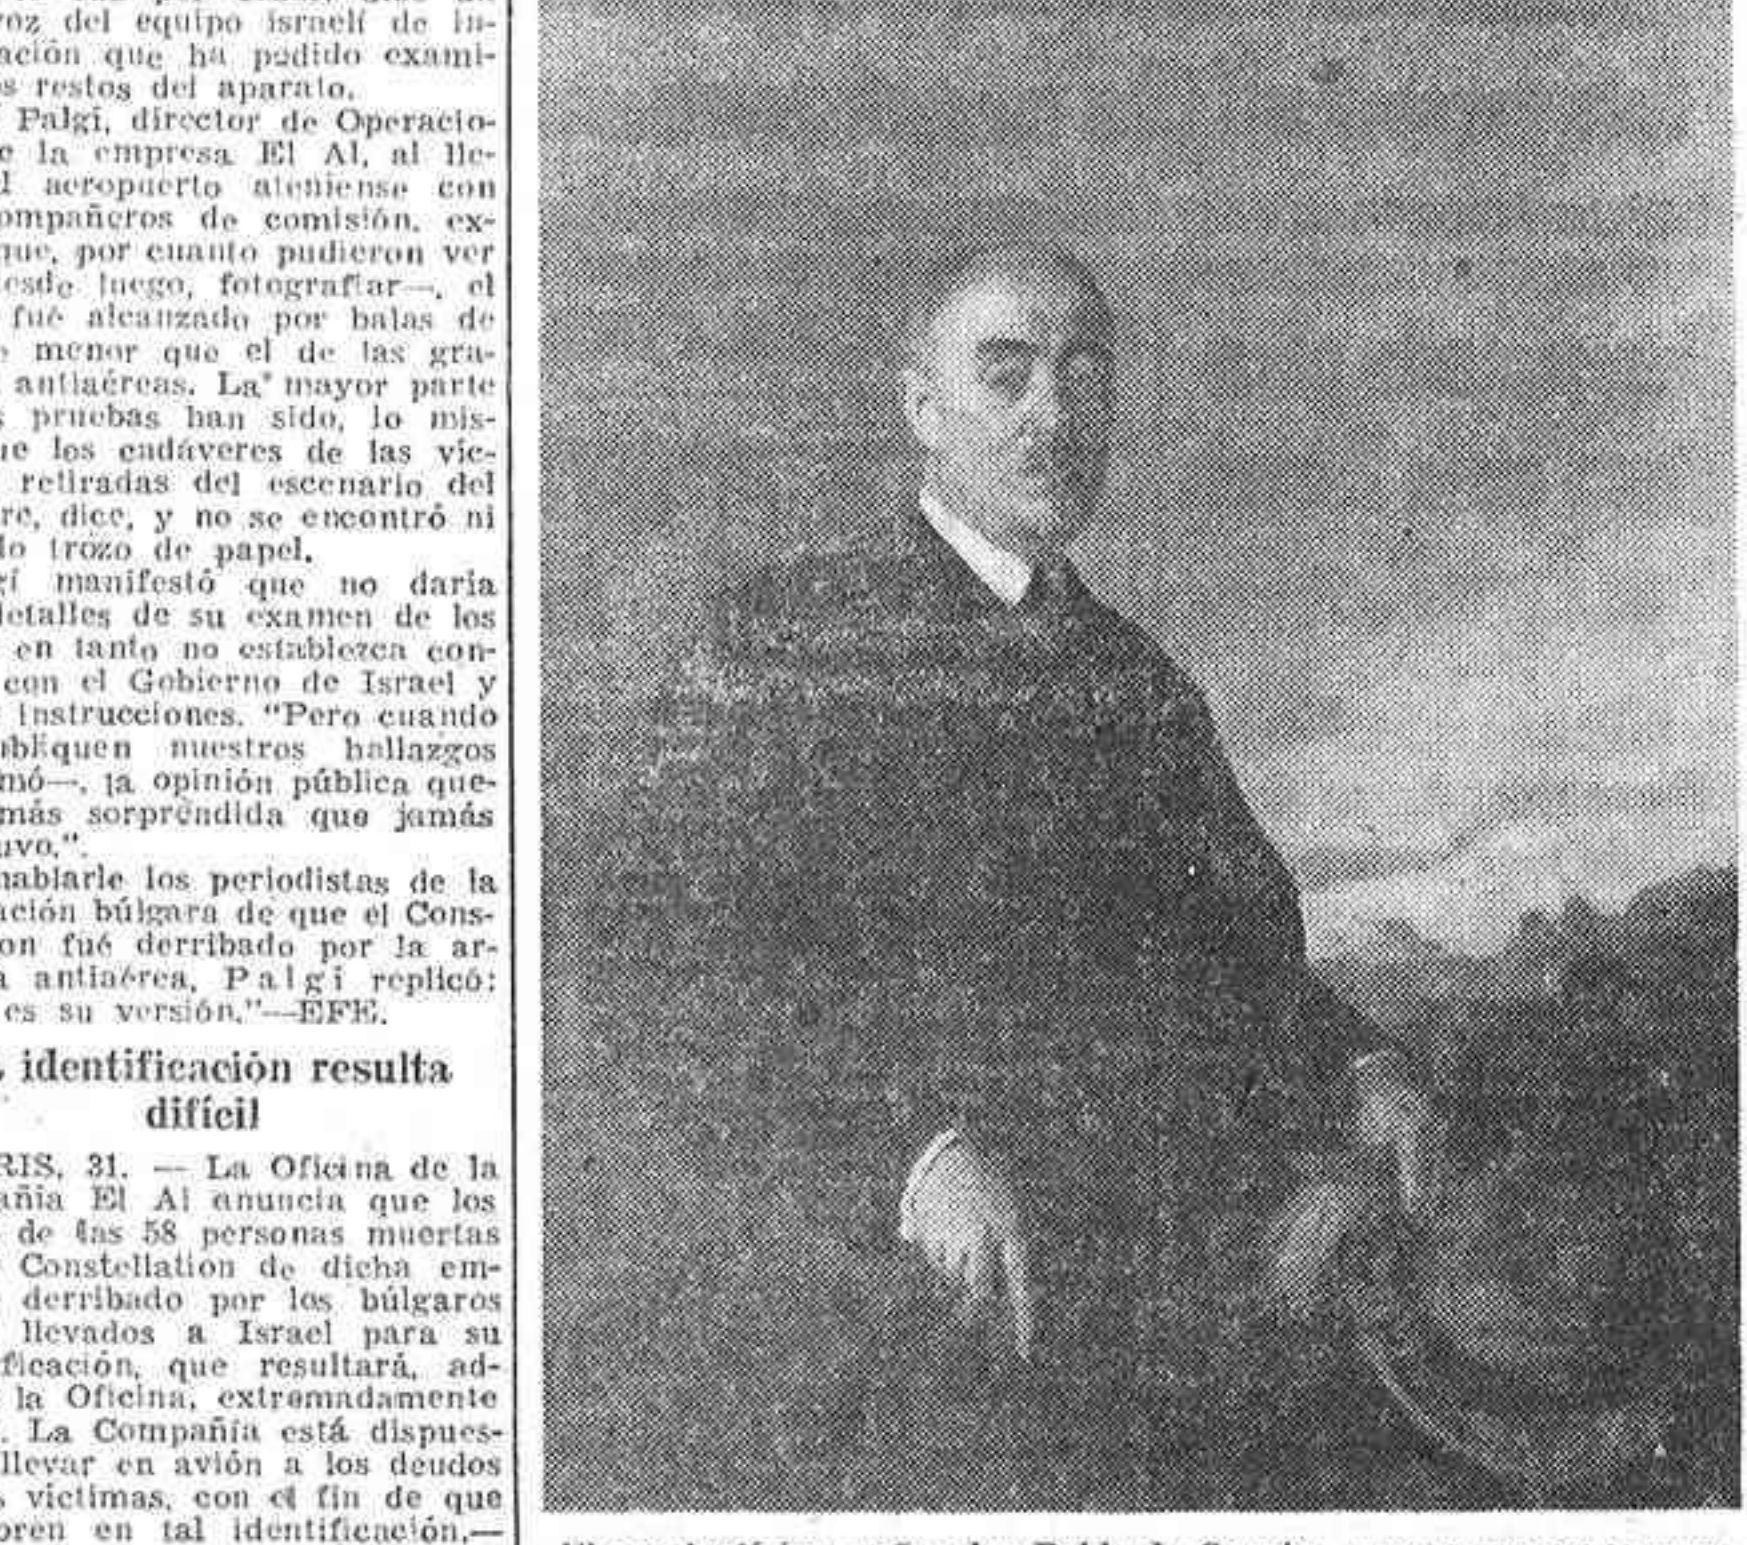 voz del equipo israelí de in-
ación que ha pedido exami-
s restos del aparato.
Palgi, director de Operacio-
e la empresa El Al, al lle-
l aeropuerto ateniense con
ompañeros de comisión, ex-
que, por cuanto pudieron ver
esde luego, fotografiar—, el
fué alcanzado por balas de
menor que el de las gra-
antiaéreas. La mayor parte
s pruebas han sido, lo mis-
ue los cadáveres de las víc-
retiradas del escenario del
re, dice, y no se encontró ni
lo trozo de papel.
gí manifestó que no daría
detalles de su examen de los
en tanto no establezca con-
con el Gobierno de Israel y
instrucciones. “Pero cuando
ubliquen nuestros hallazgos
mó—, la opinión pública que-
más sorprendida que jamás
uvo.”.
hablarle los periodistas de la
ación búlgara de que el Cons-
on fué derribado por la ar-
a antiaérea, Palgi replicó:
es su versión.”—EFE.
identificación resulta
difícil
RIS, 31. — La Oficina de la
añia El Al anuncia que los
de las 58 personas muertas
Constellation de dicha em-
derribado por los búlgaros
llevados a Israel para su
ificación, que resultará, ad-
la Oficina, extremadamente
. La Compañía está dispues-
llevar en avión a los deudos
s víctimas, con el fin de que
oren en tal identificación.—